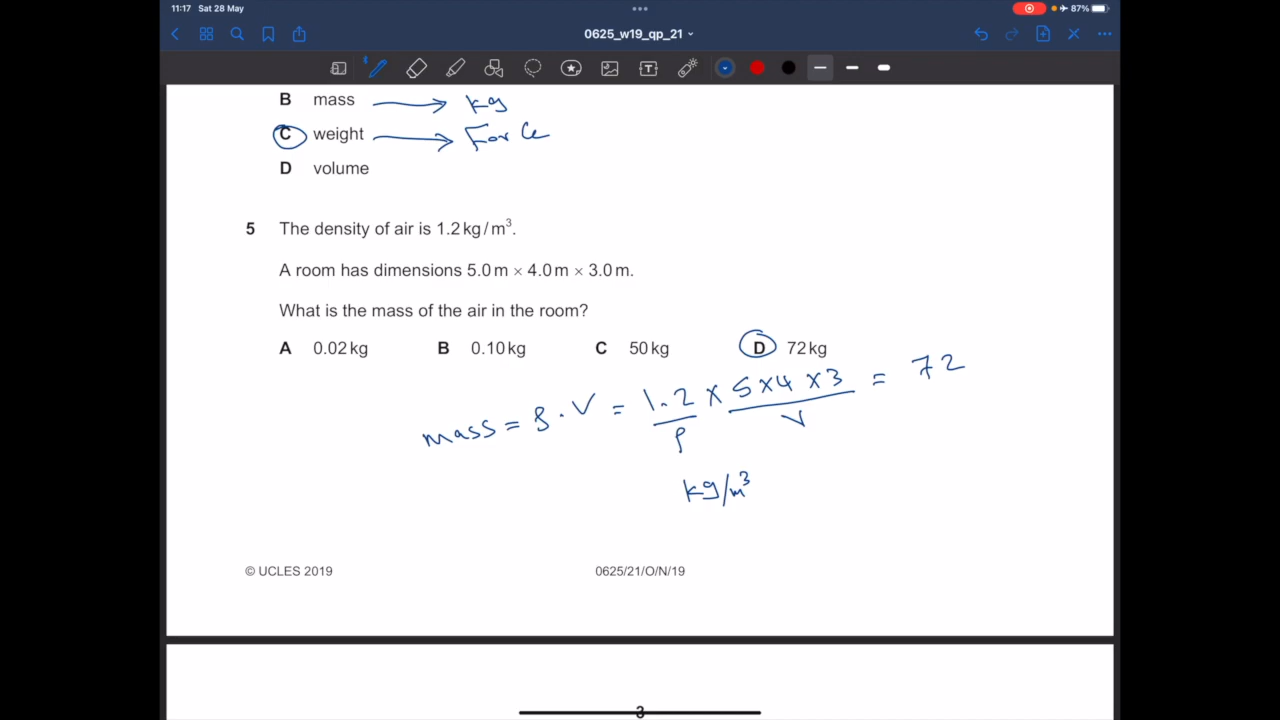 11:17 Sat 28 May
87%
0625_w19_qp_21
B mass → kg
C weight → Force
D volume
5 The density of air is 1.2 kg / m³.
A room has dimensions 5.0 m × 4.0 m × 3.0 m.
What is the mass of the air in the room?
A 0.02 kg B 0.10 kg C 50 kg D 72 kg
mass = ρ . V = 1.2 × 5×4×3 = 72
ρ V
kg/m³
© UCLES 2019 0625/21/O/N/19
3